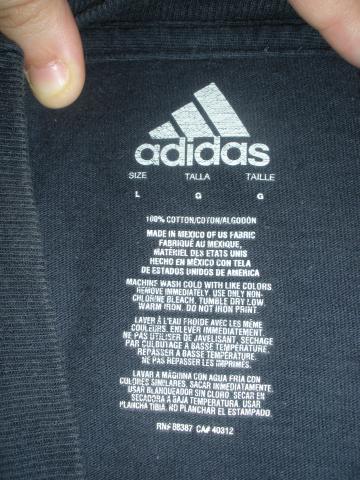 adidas
SIZE TALLA TAILLE
L G G
100% COTTON/COTON/ALGODÓN
MADE IN MEXICO OF US FABRIC
FABRIQUÉ AU MEXIQUE,
MATÉRIEL DES ÉTATS UNIS
HECHO EN MÉXICO CON TELA
DE ESTADOS UNIDOS DE AMERICA
MACHINE WASH COLD WITH LIKE COLORS
REMOVE IMMEDIATELY. USE ONLY NON-
CHLORINE BLEACH, TUMBLE DRY LOW.
WARM IRON. DO NOT IRON PRINT.
LAVER À L'EAU FROIDE AVEC LES MÊME
COULEURS. ENLEVER IMMÉDIATEMENT.
NE PAS UTILISER DE JAVELISANT, SÉCHAGE
PAR CULBUTAGE À BASSE TEMPÉRATURE.
REPASSER À BASSE TEMPÉRATURE.
NE PAS REPASSER LES IMPRIMÉS.
LAVAR A MÁQUINA CON AGUA FRIA CON
COLORES SIMILARES. SACAR IMMEDIATAMENTE.
USAR BLANQUEADOR SIN CLORO. SECAR EN
SECADORA A BAJA TEMPERATURA. USAR
PLANCHA TIBIA. NO PLANCHAR EL ESTAMPADO.
RN# 88387 CA# 40312